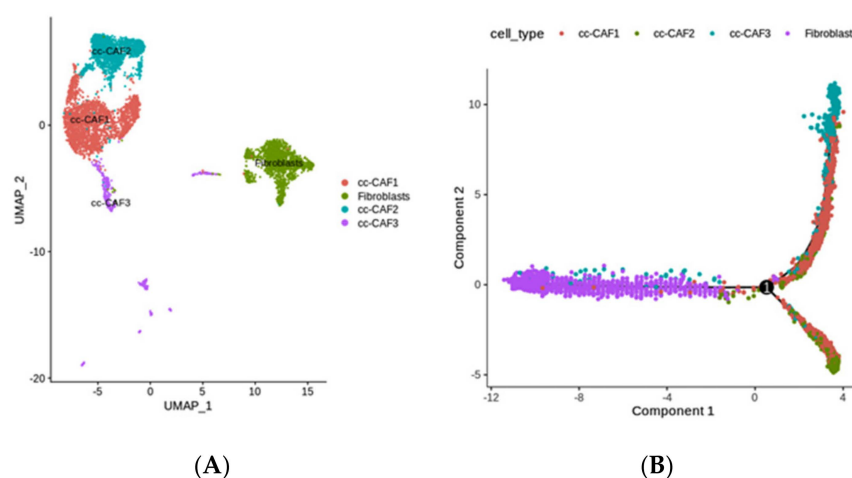 cc-CAF2
cc-CAF1
Fibroblasts
cc-CAF3
0
-10
-20
UMAP_2
-5
0
5
10
15
UMAP_1
cc-CAF1
Fibroblasts
cc-CAF2
cc-CAF3
(A)
cell_type cc-CAF1 cc-CAF2 cc-CAF3 Fibroblast
10
5
0
-5
Component 2
1
-12
-8
-4
0
4
Component 1
(B)